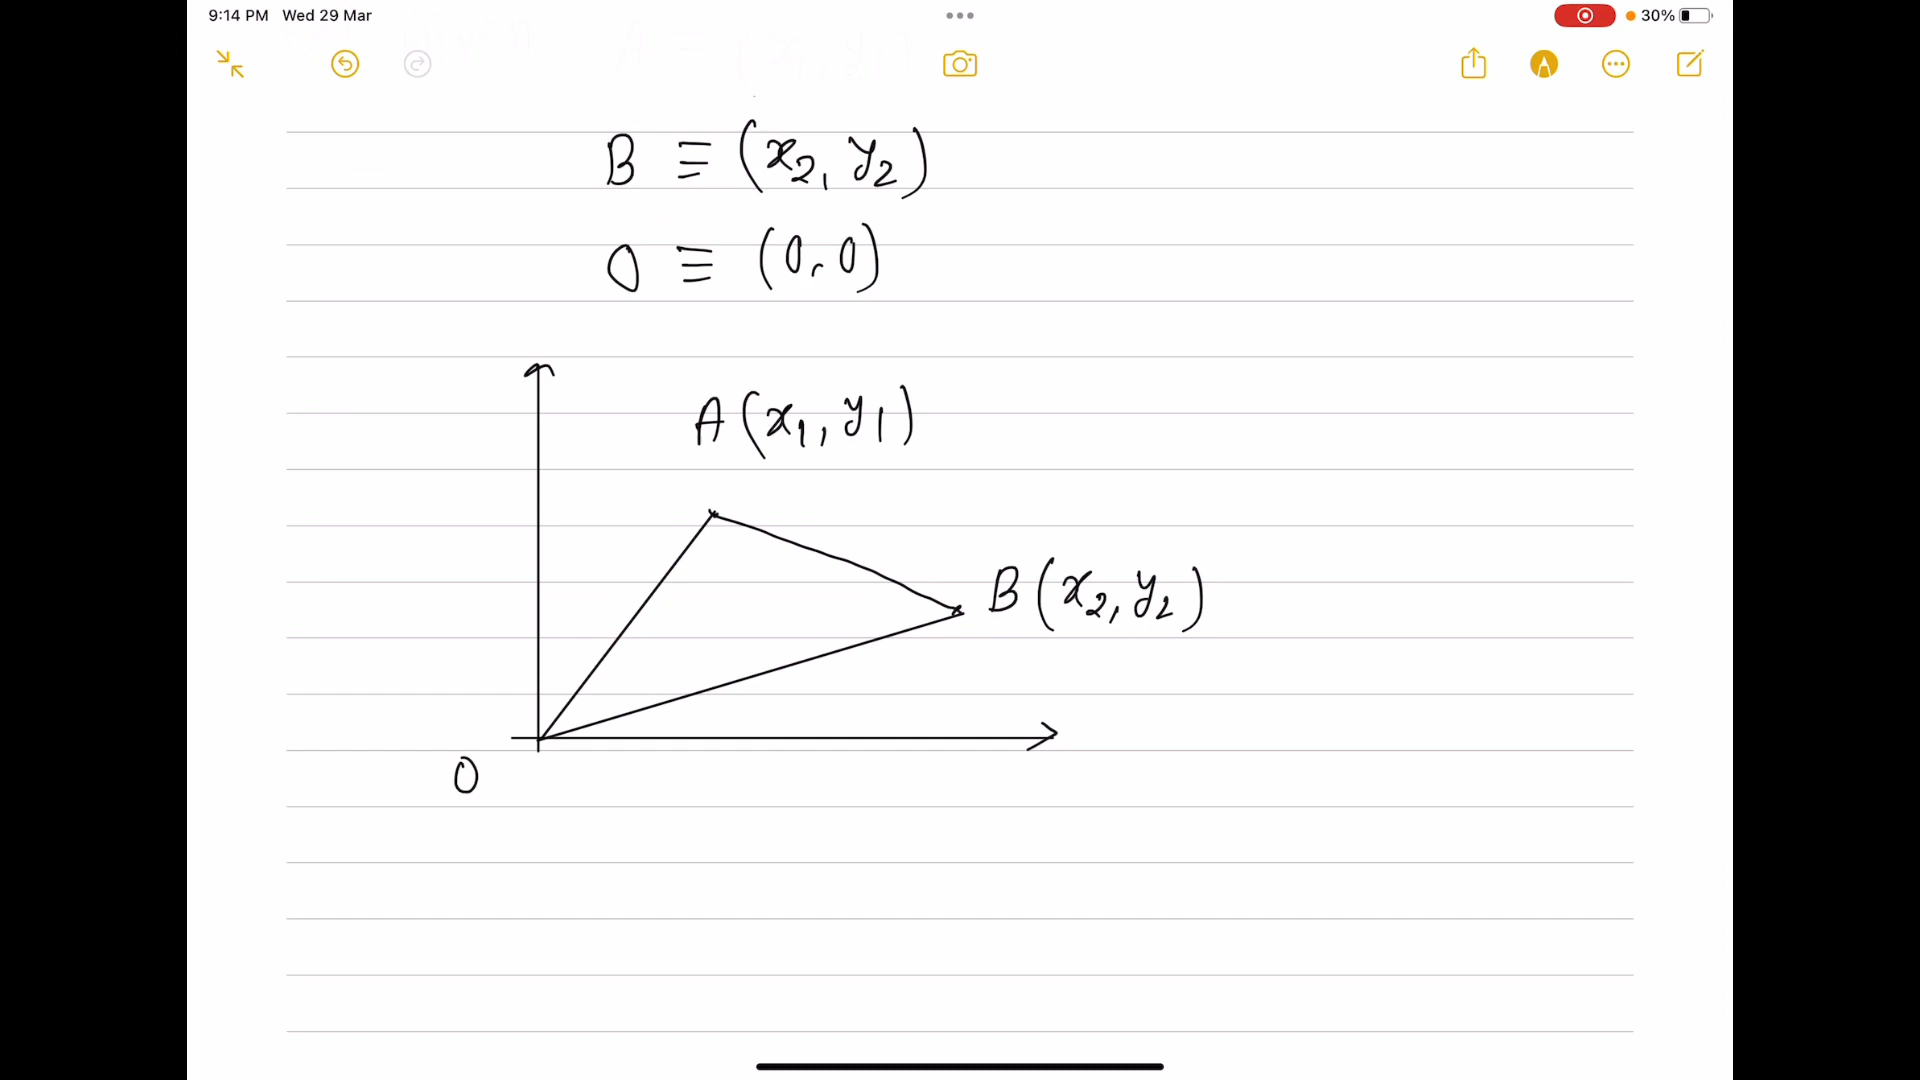 9:14 PM Wed 29 Mar
30%
B ≡ (x₂, y₂)
O ≡ (0, 0)
A(x₁, y₁)
B(x₂, y₂)
O